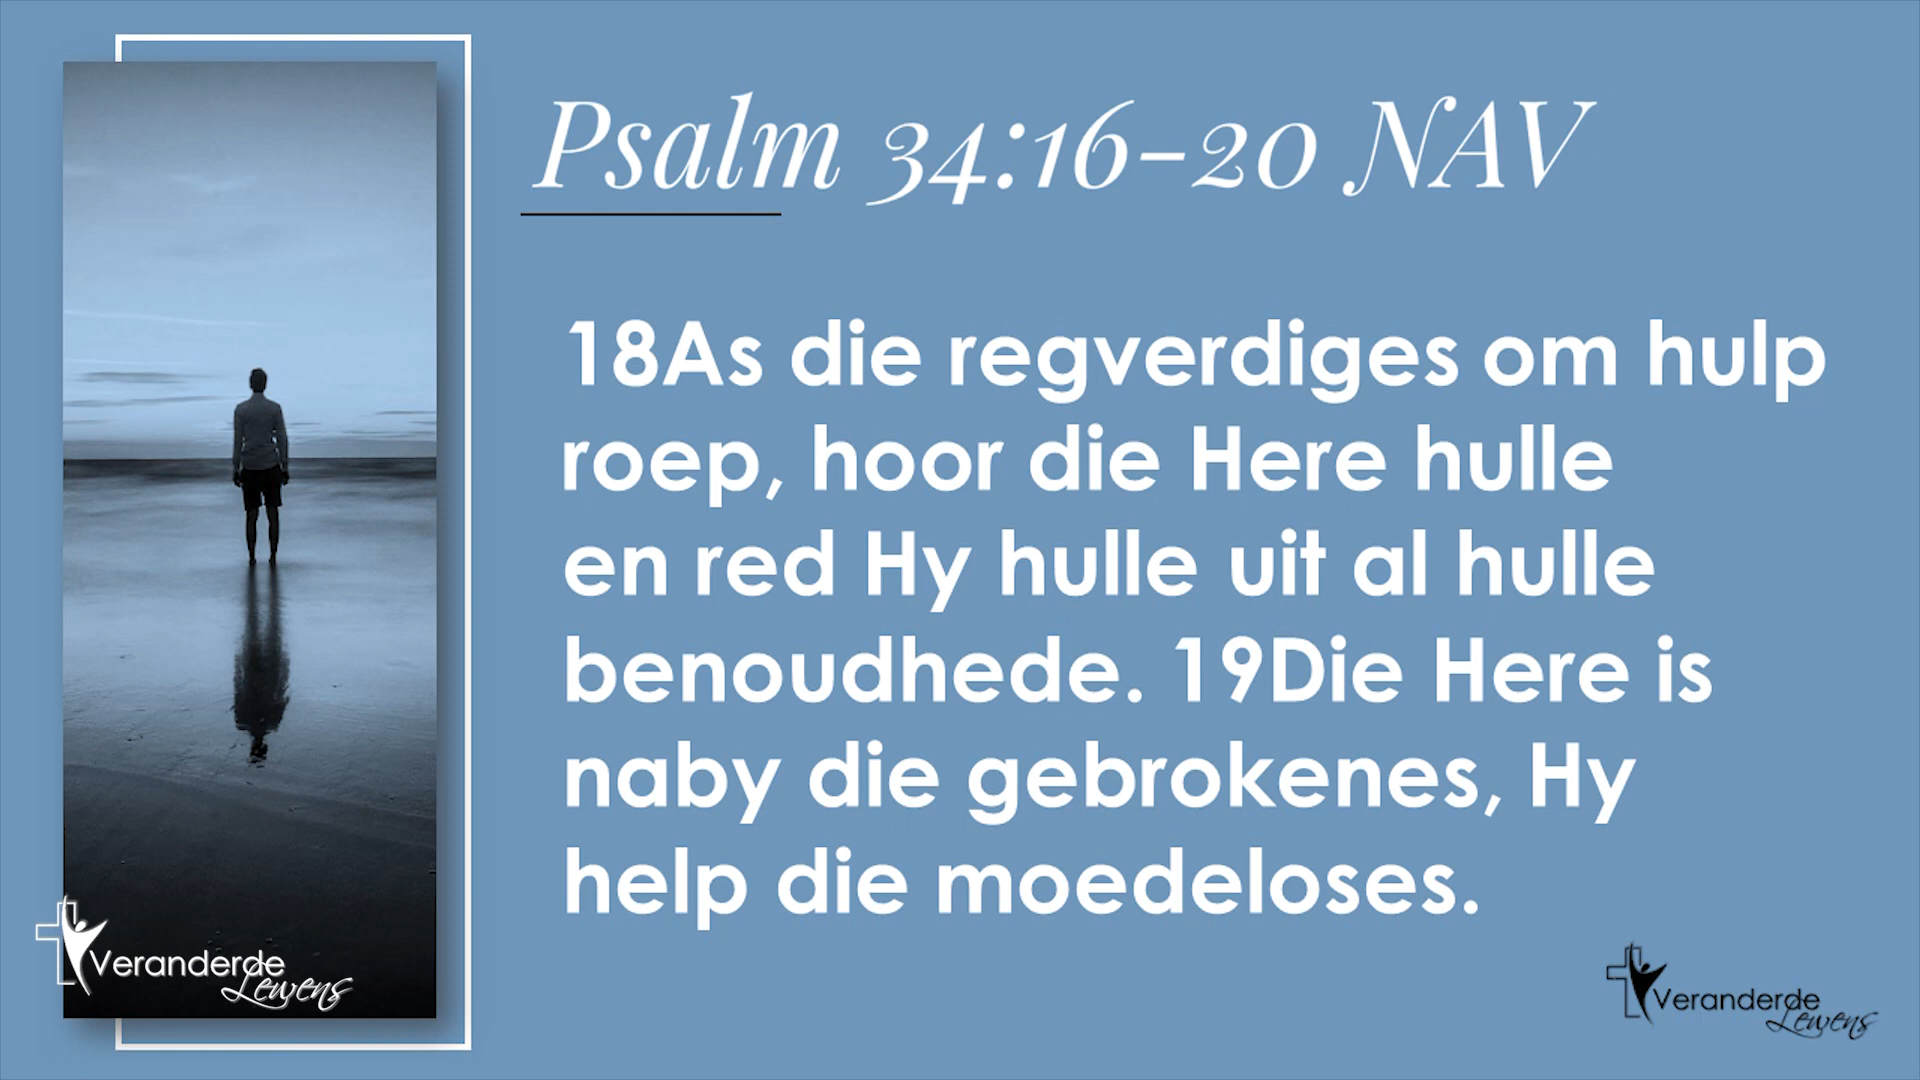 Psalm 34:16-20 NAV
18As die regverdiges om hulp
roep, hoor die Here hulle
en red Hy hulle uit al hulle
benoudhede. 19Die Here is
naby die gebrokenes, Hy
help die moedeloses.
Veranderde
Lewens
Veranderde
Lewens